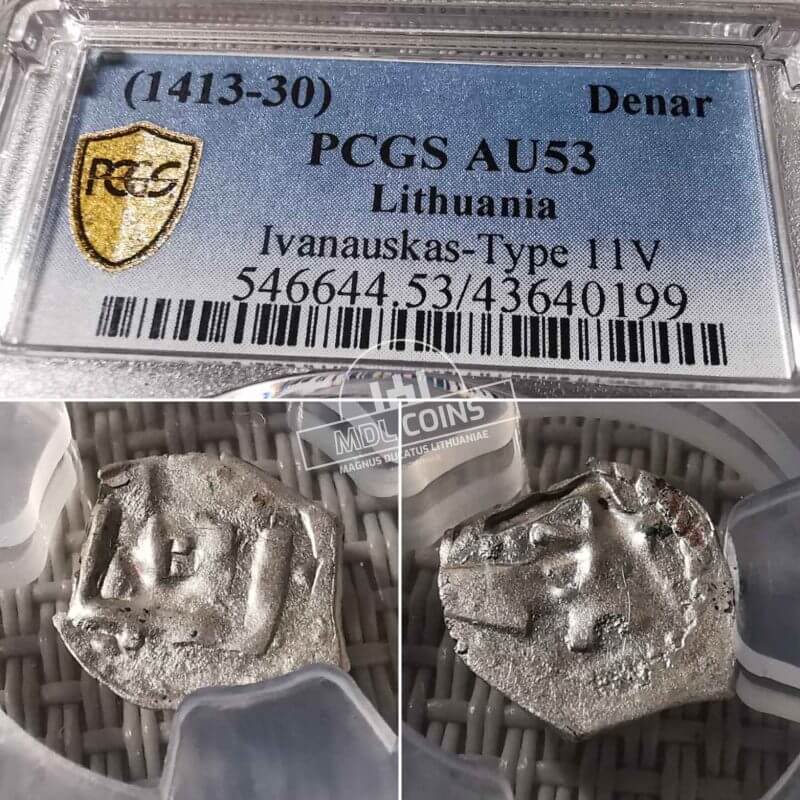 (1413-30) Denar
PCGS AU53
PCGS
Lithuania
Ivanauskas-Type 11V
546644.53/43640199
MDL COINS
MAGNUS DUCATUS LITHUANIAE